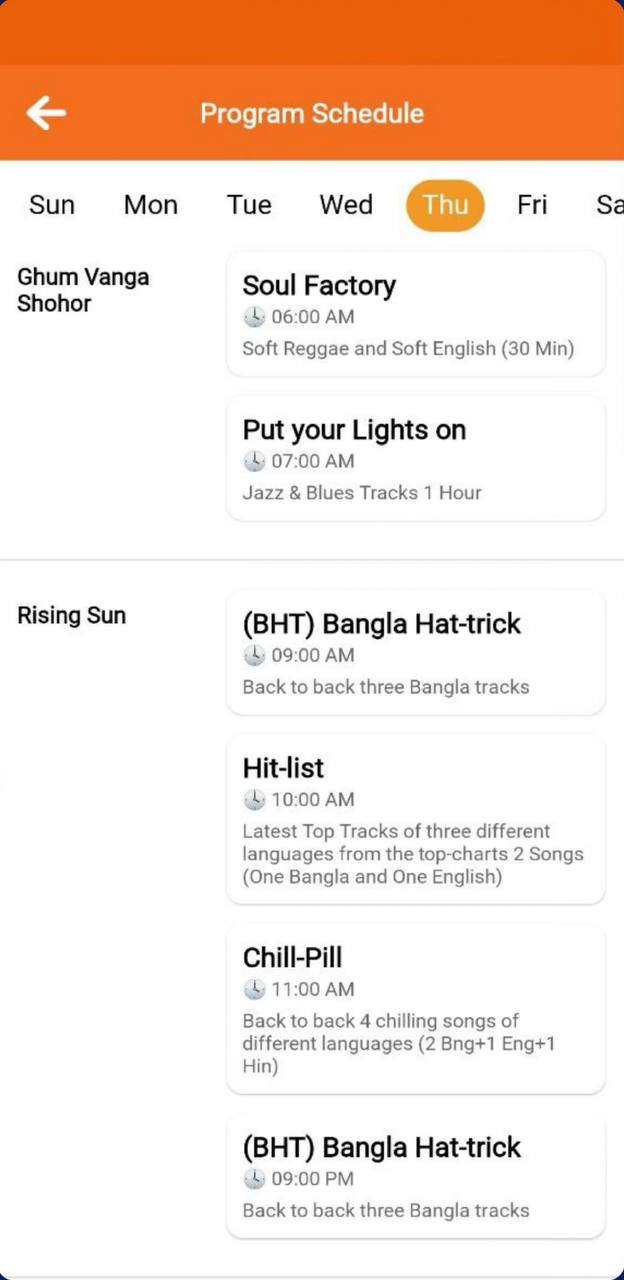 Program Schedule
Sun Mon Tue Wed Thu Fri Sa
Ghum Vanga
Shohor
Soul Factory
06:00 AM
Soft Reggae and Soft English (30 Min)
Put your Lights on
07:00 AM
Jazz & Blues Tracks 1 Hour
Rising Sun
(BHT) Bangla Hat-trick
09:00 AM
Back to back three Bangla tracks
Hit-list
10:00 AM
Latest Top Tracks of three different
languages from the top-charts 2 Songs
(One Bangla and One English)
Chill-Pill
11:00 AM
Back to back 4 chilling songs of
different languages (2 Bng+1 Eng+1
Hin)
(BHT) Bangla Hat-trick
09:00 PM
Back to back three Bangla tracks